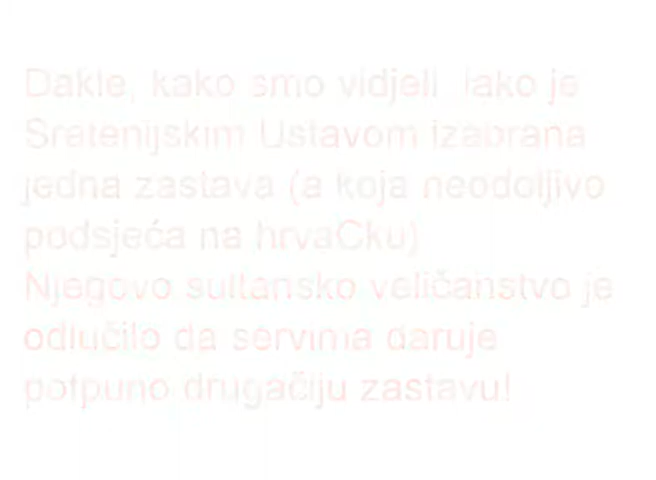 Dakle, kako smo vidjeli iako je
Sretenijskim Ustavom izabrana
jedna zastava (a koja neodoljivo
podsjeća na hrvaCku)
Njegovo sultansko veličanstvo je
odlučilo da servima daruje
potpuno drugačiju zastavu!